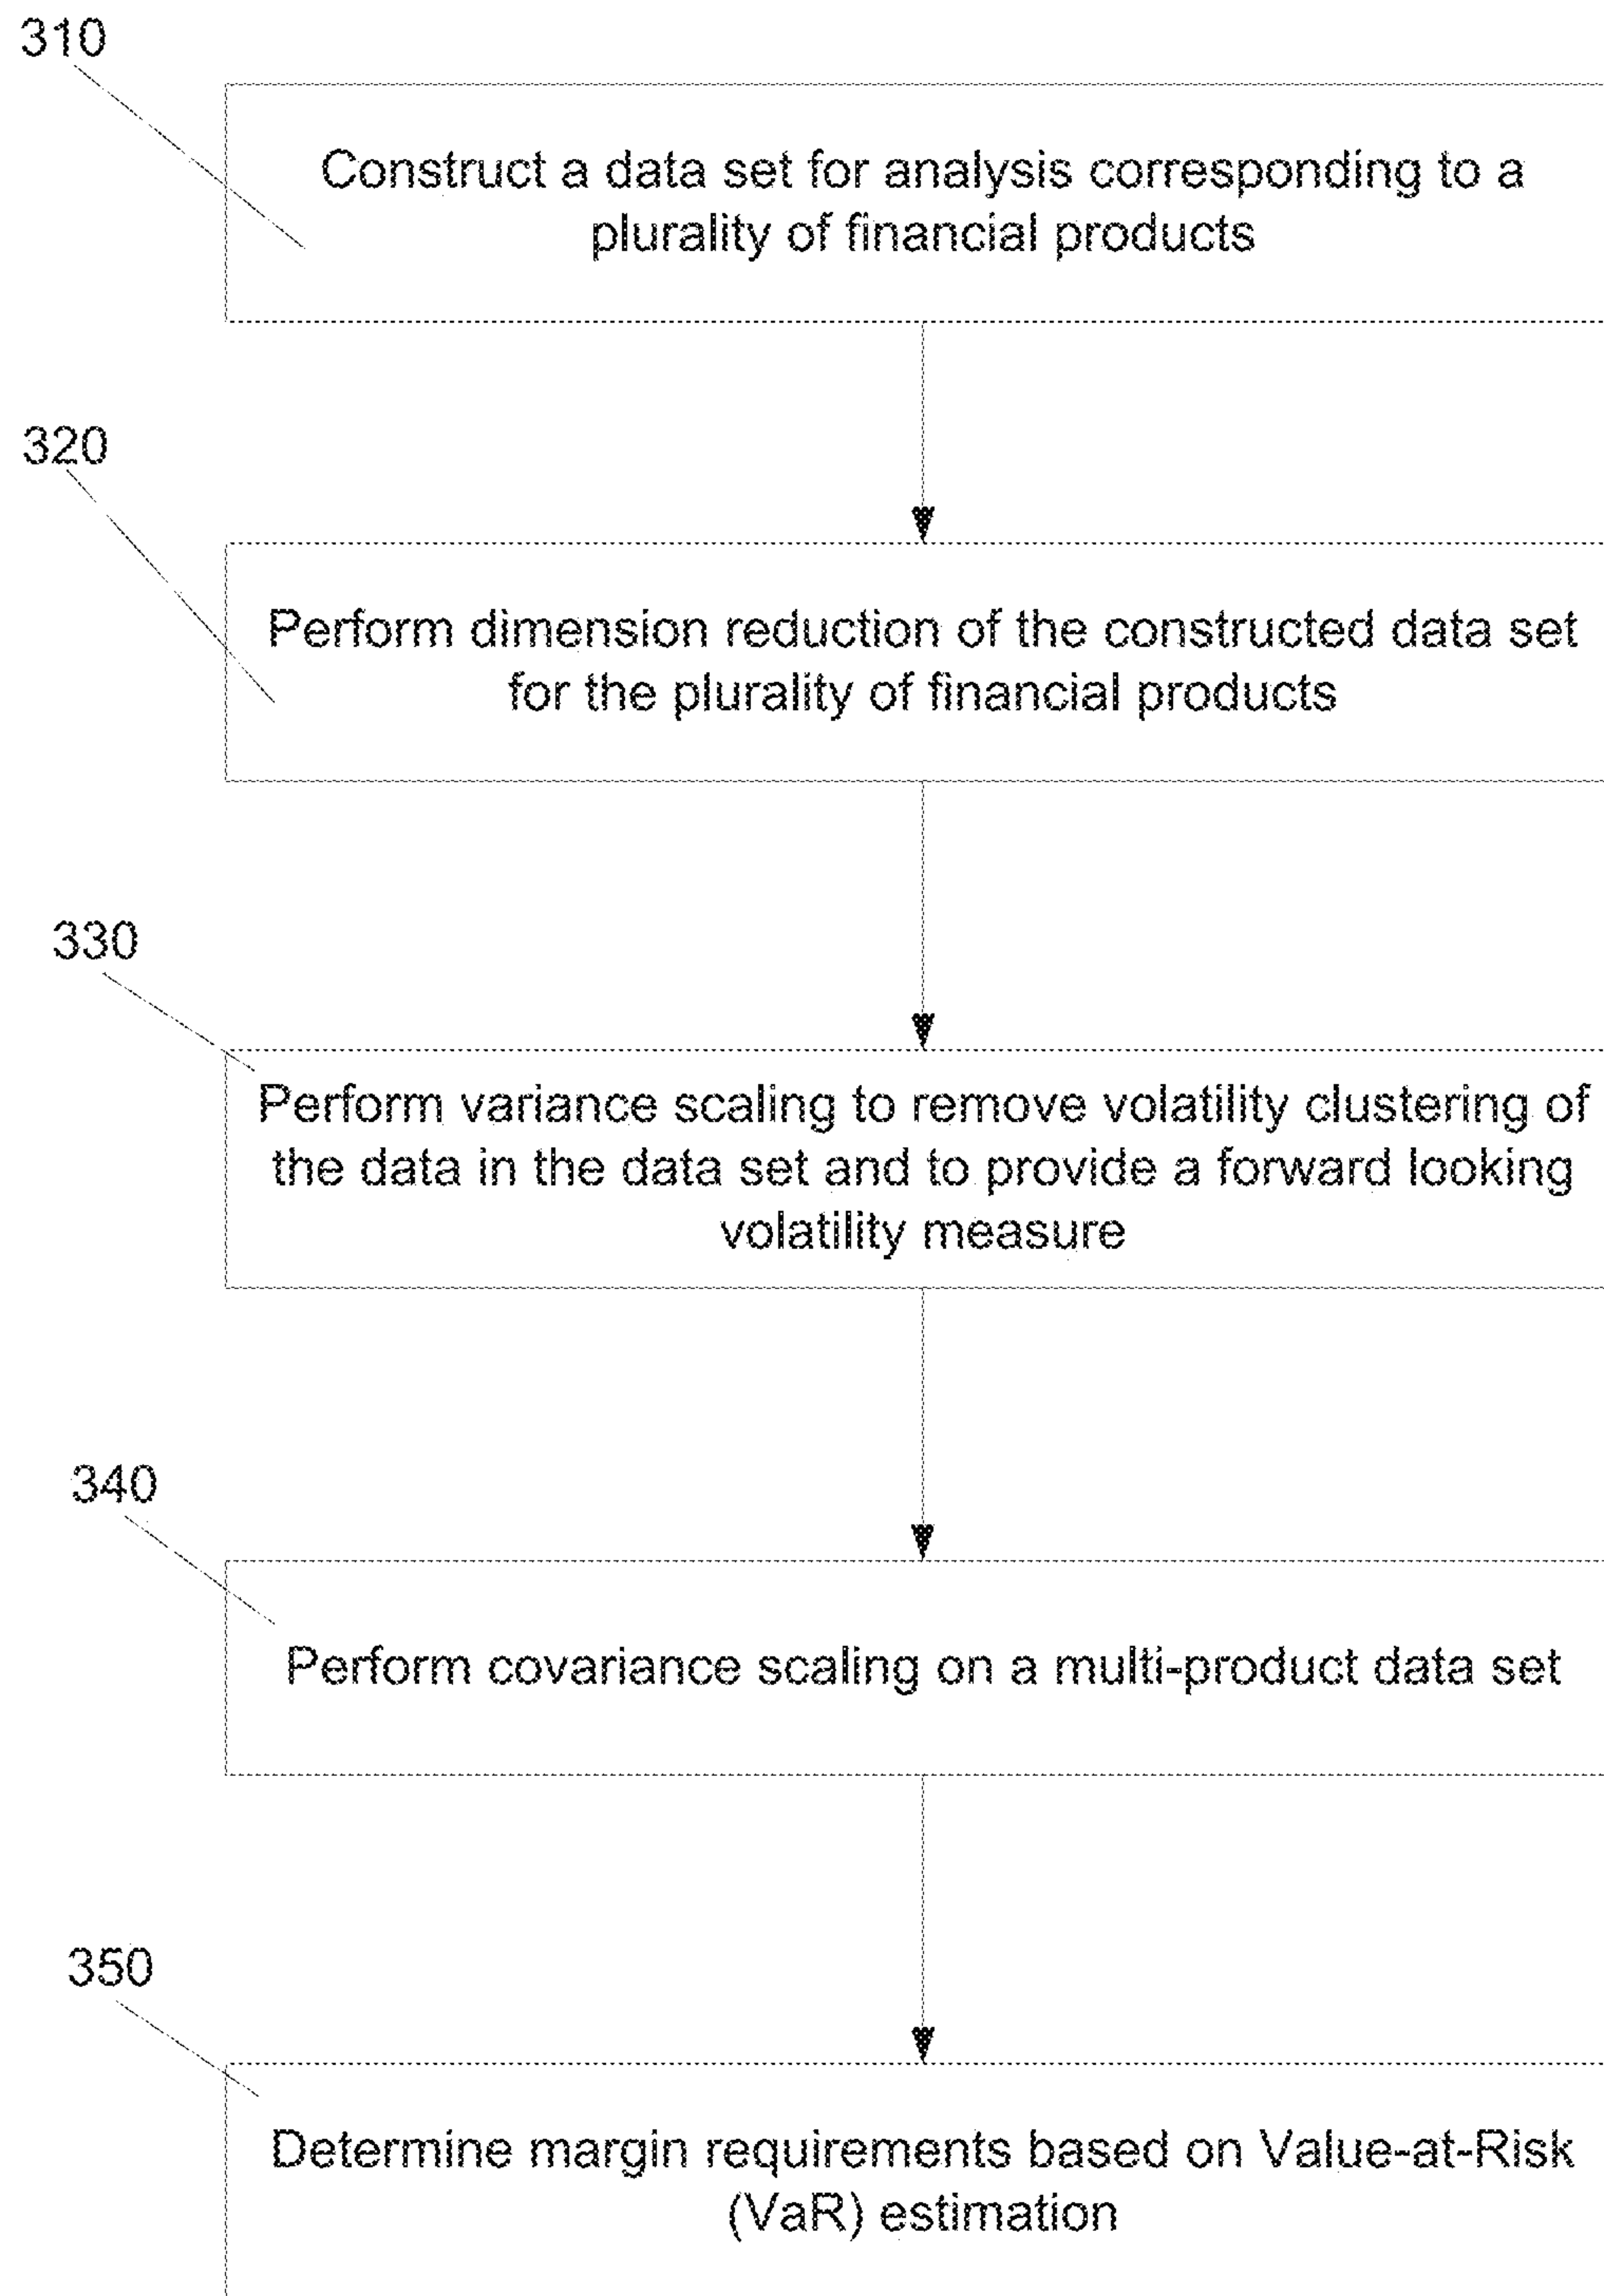 310
Construct a data set for analysis corresponding to a
plurality of financial products
320
Perform dimension reduction of the constructed data set
for the plurality of financial products
330
Perform variance scaling to remove volatility clustering of
the data in the data set and to provide a forward looking
volatility measure
340
Perform covariance scaling on a multi-product data set
350
Determine margin requirements based on Value-at-Risk
(VaR) estimation